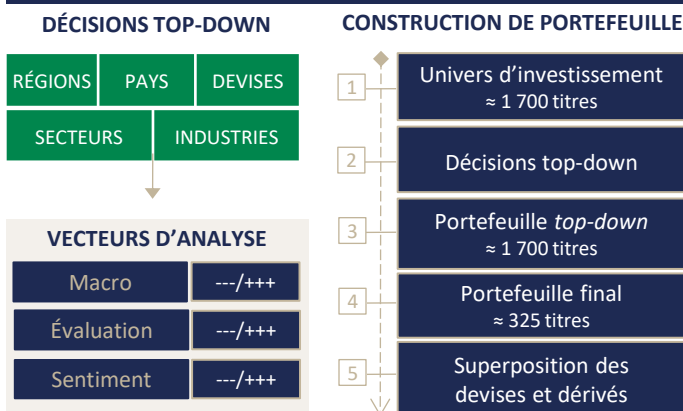 DÉCISIONS TOP-DOWN
RÉGIONS
PAYS
DEVISES
SECTEURS
INDUSTRIES
VECTEURS D’ANALYSE
Macro
---/+++
Évaluation
---/+++
Sentiment
---/+++
CONSTRUCTION DE PORTEFEUILLE
1
Univers d’investissement
≈ 1 700 titres
2
Décisions top-down
3
Portefeuille top-down
≈ 1 700 titres
4
Portefeuille final
≈ 325 titres
5
Superposition des
devises et dérivés